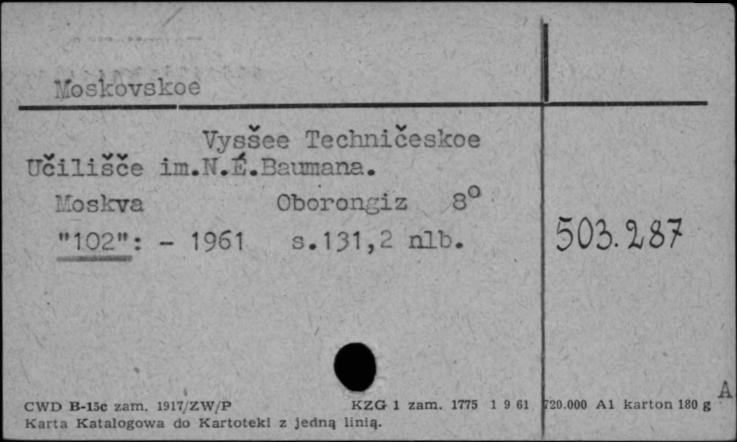 Moskovskoe
Vysšee Techničeskoe
Učilišče im.N.É.Baumana.
Moskva Oborongiz 8°
"102": - 1961 s.131,2 nlb.
503.287
A
CWD B-15c zam. 1917/ZW/P KZG 1 zam. 1775 1 9 61 720.000 A1 karton 180 g
Karta Katalogowa do Kartoteki z jedną linią.